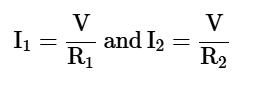 I₁ = V/R₁ and I₂ = V/R₂